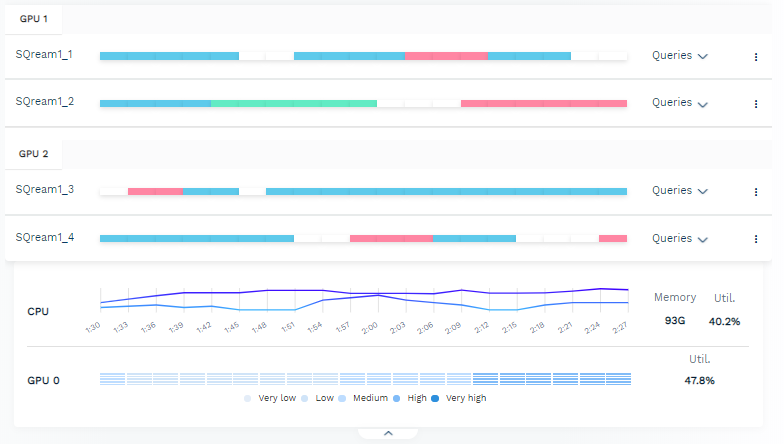 GPU 1
SQream1_1 Queries
SQream1_2 Queries
GPU 2
SQream1_3 Queries
SQream1_4 Queries
Memory Util.
CPU 93G 40.2%
1:30 1:33 1:36 1:39 1:42 1:45 1:48 1:51 1:54 1:57 2:00 2:03 2:06 2:09 2:12 2:15 2:18 2:21 2:24 2:27
Util.
GPU 0 47.8%
Very low Low Medium High Very high